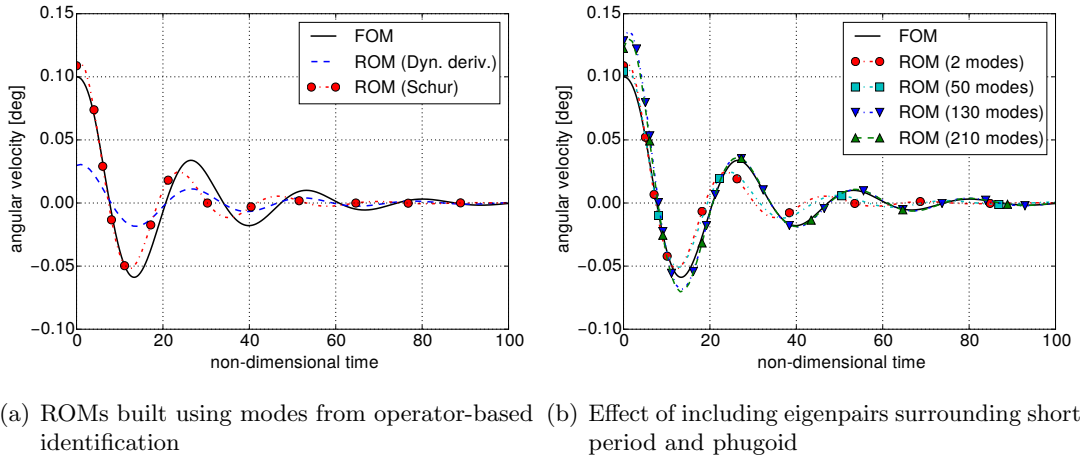 0.15
0.10
0.05
0.00
−0.05
−0.10
angular velocity [deg]
0 20 40 60 80 100
non-dimensional time
FOM
ROM (Dyn. deriv.)
ROM (Schur)
0.15
0.10
0.05
0.00
−0.05
−0.10
angular velocity [deg]
0 20 40 60 80 100
non-dimensional time
FOM
ROM (2 modes)
ROM (50 modes)
ROM (130 modes)
ROM (210 modes)
(a) ROMs built using modes from operator-based
identification
(b) Effect of including eigenpairs surrounding short
period and phugoid